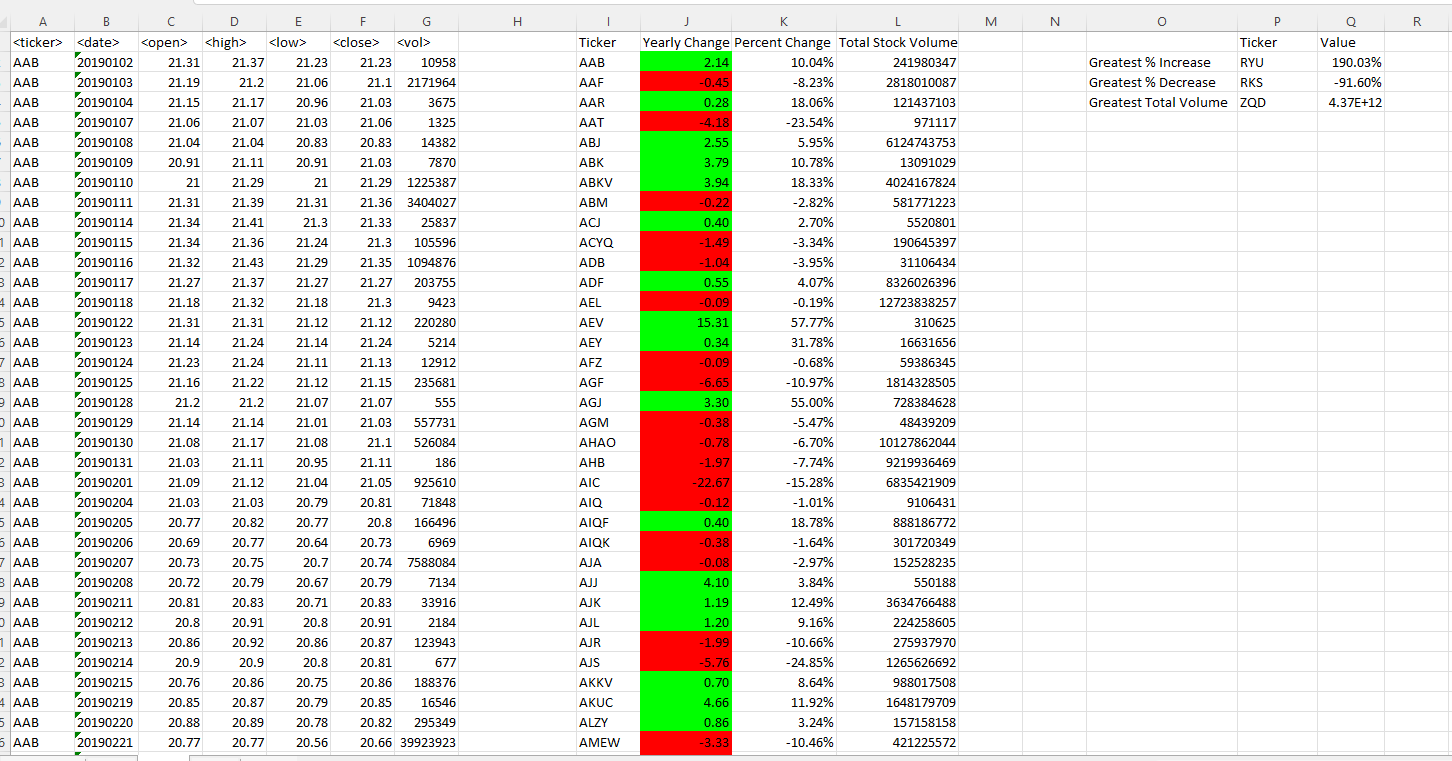 A B C D E F G H I J K L M N O P Q R
<ticker> <date> <open> <high> <low> <close> <vol> Ticker Yearly Change Percent Change Total Stock Volume Ticker Value
AAB 20190102 21.31 21.37 21.23 21.23 10958 AAB 2.14 10.04% 241980347 Greatest % Increase RYU 190.03%
AAB 20190103 21.19 21.2 21.06 21.1 2171964 AAF -0.45 -8.23% 2818010087 Greatest % Decrease RKS -91.60%
AAB 20190104 21.15 21.17 20.96 21.03 3675 AAR 0.28 18.06% 121437103 Greatest Total Volume ZQD 4.37E+12
AAB 20190107 21.06 21.07 21.03 21.06 1325 AAT -4.18 -23.54% 971117
AAB 20190108 21.04 21.04 20.83 20.83 14382 ABJ 2.55 5.95% 6124743753
AAB 20190109 20.91 21.11 20.91 21.03 7870 ABK 3.79 10.78% 13091029
AAB 20190110 21 21.29 21 21.29 1225387 ABKV 3.94 18.33% 4024167824
AAB 20190111 21.31 21.39 21.31 21.36 3404027 ABM -0.22 -2.82% 581771223
AAB 20190114 21.34 21.41 21.3 21.33 25837 ACJ 0.40 2.70% 5520801
AAB 20190115 21.34 21.36 21.24 21.3 105596 ACYQ -1.49 -3.34% 190645397
AAB 20190116 21.32 21.43 21.29 21.35 1094876 ADB -1.04 -3.95% 31106434
AAB 20190117 21.27 21.37 21.27 21.27 203755 ADF 0.55 4.07% 8326026396
AAB 20190118 21.18 21.32 21.18 21.3 9423 AEL -0.09 -0.19% 12723838257
AAB 20190122 21.31 21.31 21.12 21.12 220280 AEV 15.31 57.77% 310625
AAB 20190123 21.14 21.24 21.14 21.24 5214 AEY 0.34 31.78% 16631656
AAB 20190124 21.23 21.24 21.11 21.13 12912 AFZ -0.09 -0.68% 59386345
AAB 20190125 21.16 21.22 21.12 21.15 235681 AGF -6.65 -10.97% 1814328505
AAB 20190128 21.2 21.2 21.07 21.07 555 AGJ 3.30 55.00% 728384628
AAB 20190129 21.14 21.14 21.01 21.03 557731 AGM -0.38 -5.47% 48439209
AAB 20190130 21.08 21.17 21.08 21.1 526084 AHAO -0.78 -6.70% 10127862044
AAB 20190131 21.03 21.11 20.95 21.11 186 AHB -1.97 -7.74% 9219936469
AAB 20190201 21.09 21.12 21.04 21.05 925610 AIC -22.67 -15.28% 6835421909
AAB 20190204 21.03 21.03 20.79 20.81 71848 AIQ -0.12 -1.01% 9106431
AAB 20190205 20.77 20.82 20.77 20.8 166496 AIQF 0.40 18.78% 888186772
AAB 20190206 20.69 20.77 20.64 20.73 6969 AIQK -0.38 -1.64% 301720349
AAB 20190207 20.73 20.75 20.7 20.74 7588084 AJA -0.08 -2.97% 152528235
AAB 20190208 20.72 20.79 20.67 20.79 7134 AJJ 4.10 3.84% 550188
AAB 20190211 20.81 20.83 20.71 20.83 33916 AJK 1.19 12.49% 3634766488
AAB 20190212 20.8 20.91 20.8 20.91 2184 AJL 1.20 9.16% 224258605
AAB 20190213 20.86 20.92 20.86 20.87 123943 AJR -1.99 -10.66% 275937970
AAB 20190214 20.9 20.9 20.8 20.81 677 AJS -5.76 -24.85% 1265626692
AAB 20190215 20.76 20.86 20.75 20.86 188376 AKKV 0.70 8.64% 988017508
AAB 20190219 20.85 20.87 20.79 20.85 16546 AKUC 4.66 11.92% 1648179709
AAB 20190220 20.88 20.89 20.78 20.82 295349 ALZY 0.86 3.24% 157158158
AAB 20190221 20.77 20.77 20.56 20.66 39923923 AMEW -3.33 -10.46% 421225572